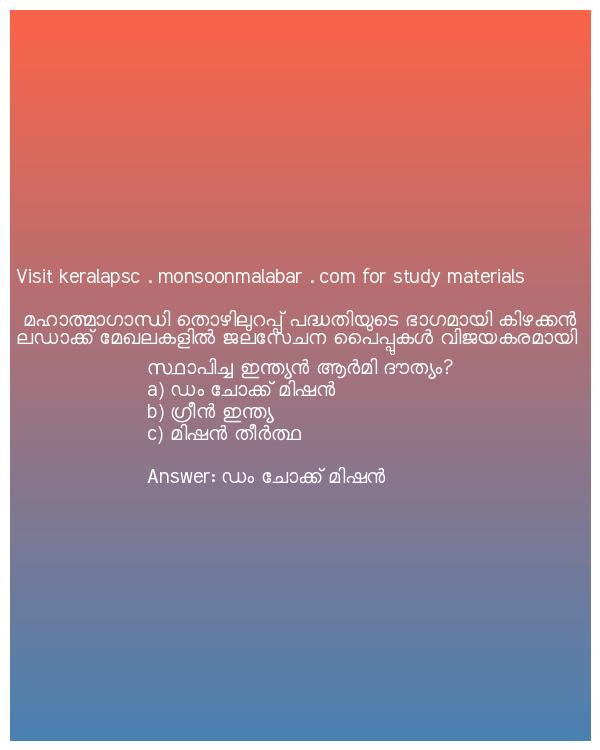 Visit keralapsc . monsoonmalabar . com for study materials
മഹാത്മാഗാന്ധി തൊഴിലുറപ്പ് പദ്ധതിയുടെ ഭാഗമായി കിഴക്കൻ
ലഡാക്ക് മേഖലകളിൽ ജലസേചന പൈപ്പുകൾ വിജയകരമായി
സ്ഥാപിച്ച ഇന്ത്യൻ ആർമി ദൗത്യം?
a) ഡം ചോക്ക് മിഷൻ
b) ഗ്രീൻ ഇന്ത്യ
c) മിഷൻ തീർത്ഥ
Answer: ഡം ചോക്ക് മിഷൻ